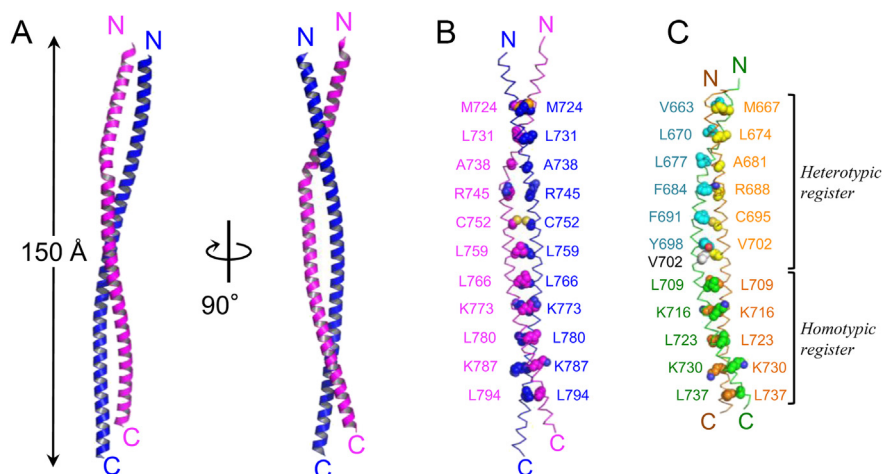 A
N N
150 Å
C
C
90°
N
N
C
C
B
N N
M724 M724
L731 L731
A738 A738
R745 R745
C752 C752
L759 L759
L766 L766
K773 K773
L780 L780
K787 K787
L794 L794
C
C
C
N N
V663 M667
L670 L674
L677 A681
F684 R688
F691 C695
Y698 V702
V702
L709 L709
K716 K716
L723 L723
K730 K730
L737 L737
C C
Heterotypic
register
Homotypic
register